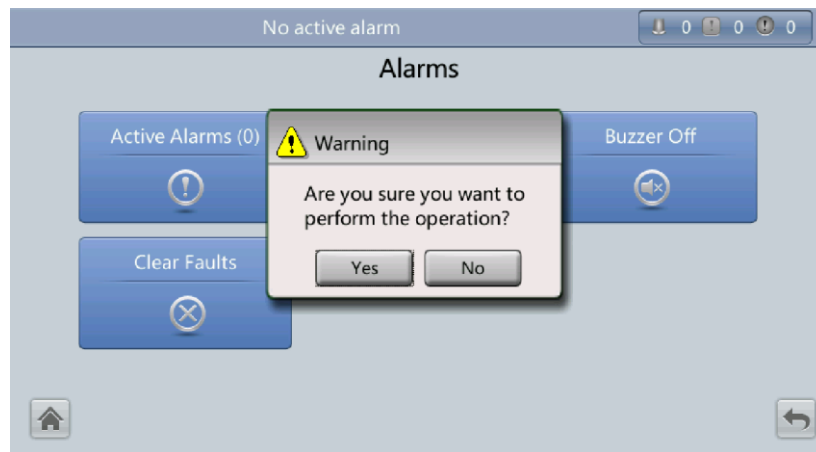 No active alarm
0 0 0
Alarms
Active Alarms (0)
Buzzer Off
Warning
Are you sure you want to
perform the operation?
Yes No
Clear Faults